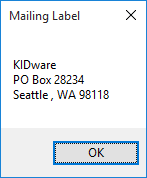 Mailing Label
KIDware
PO Box 28234
Seattle , WA 98118
OK